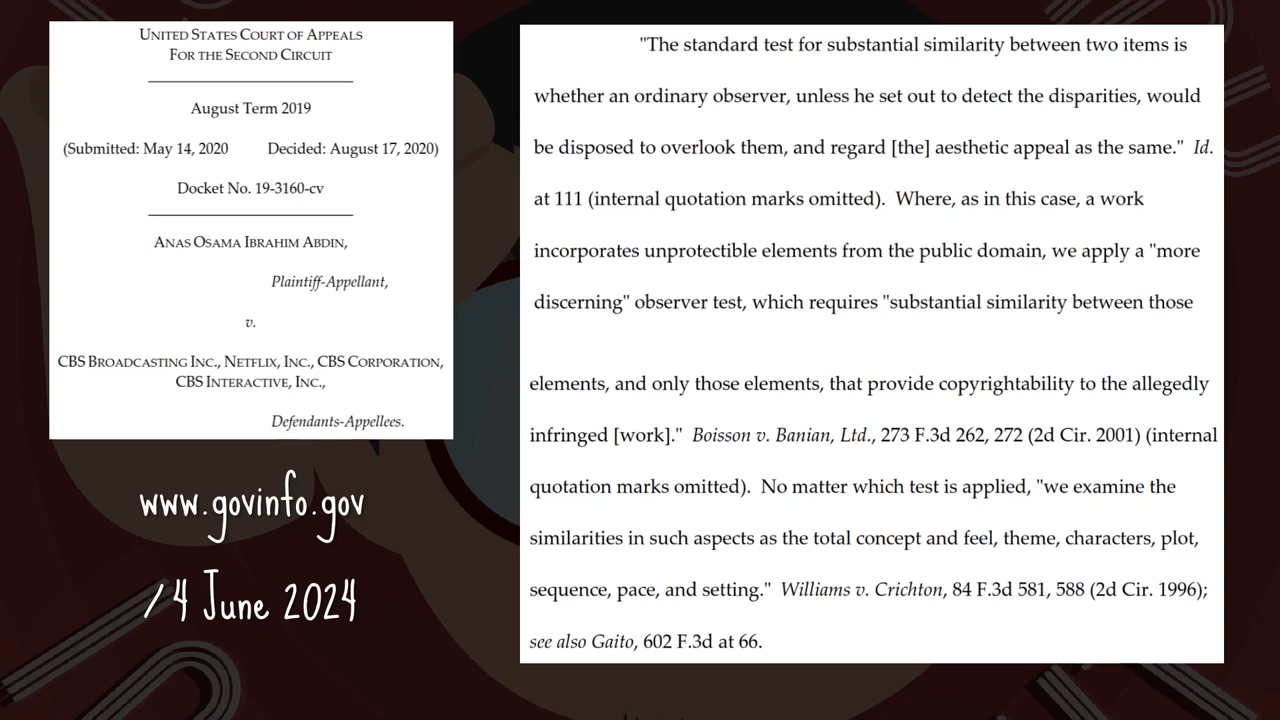 UNITED STATES COURT OF APPEALS
FOR THE SECOND CIRCUIT
August Term 2019
(Submitted: May 14, 2020 Decided: August 17, 2020)
Docket No. 19-3160-cv
ANAS OSAMA IBRAHIM ABDIN,
Plaintiff-Appellant,
v.
CBS BROADCASTING INC., NETFLIX, INC., CBS CORPORATION,
CBS INTERACTIVE, INC.,
Defendants-Appellees.
www.govinfo.gov
/ 4 June 2024
"The standard test for substantial similarity between two items is
whether an ordinary observer, unless he set out to detect the disparities, would
be disposed to overlook them, and regard [the] aesthetic appeal as the same." Id.
at 111 (internal quotation marks omitted). Where, as in this case, a work
incorporates unprotectible elements from the public domain, we apply a "more
discerning" observer test, which requires "substantial similarity between those
elements, and only those elements, that provide copyrightability to the allegedly
infringed [work]." Boisson v. Banian, Ltd., 273 F.3d 262, 272 (2d Cir. 2001) (internal
quotation marks omitted). No matter which test is applied, "we examine the
similarities in such aspects as the total concept and feel, theme, characters, plot,
sequence, pace, and setting." Williams v. Crichton, 84 F.3d 581, 588 (2d Cir. 1996);
see also Gaito, 602 F.3d at 66.